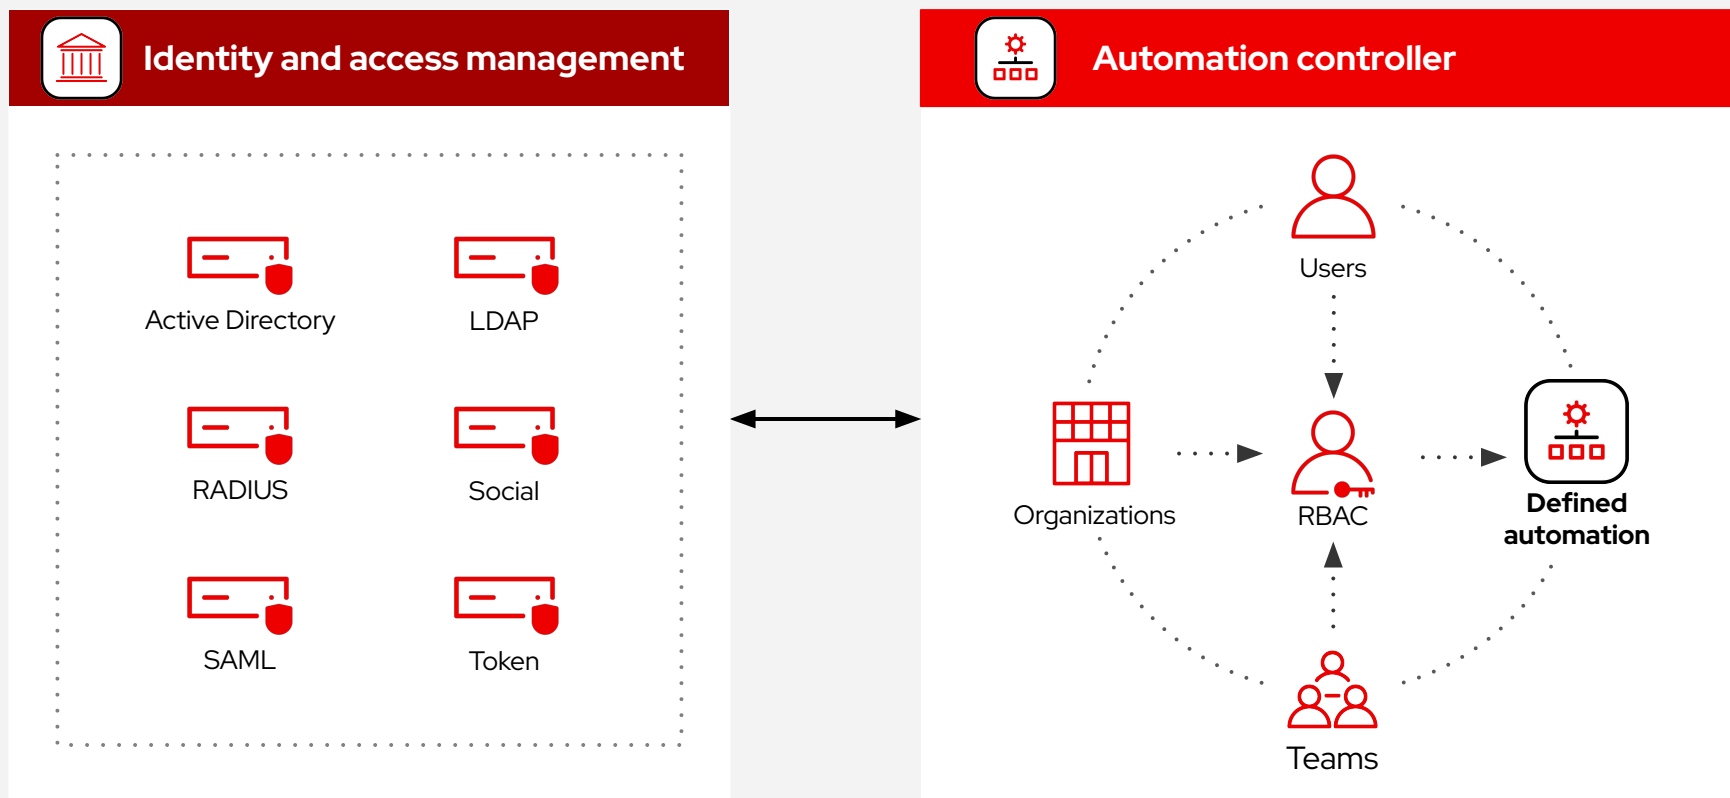 Identity and access management
Active Directory
LDAP
RADIUS
Social
SAML
Token
Automation controller
Users
Organizations
RBAC
Defined
automation
Teams